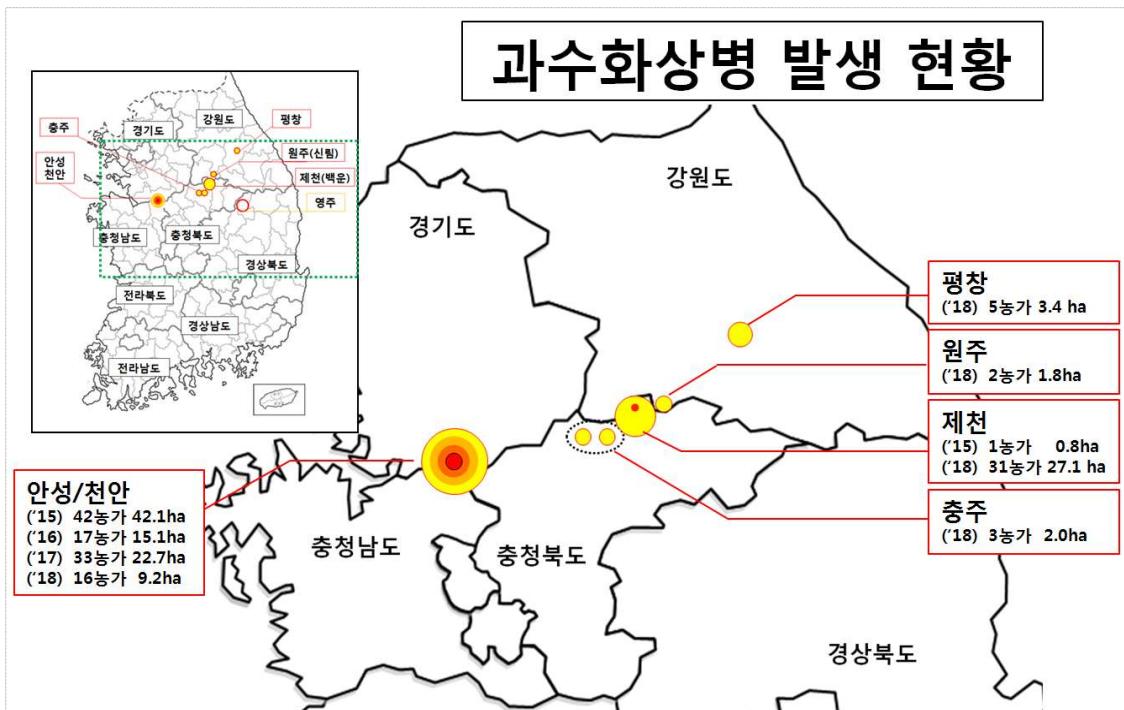 과수화상병 발생 현황
충주
경기도
강원도
평창
안성
천안
원주(신림)
제천(백운)
영주
충청남도
충청북도
경상북도
전라북도
경상남도
전라남도
강원도
경기도
평창
('18) 5농가 3.4 ha
원주
('18) 2농가 1.8ha
제천
('15) 1농가 0.8ha
('18) 31농가 27.1 ha
충주
('18) 3농가 2.0ha
안성/천안
('15) 42농가 42.1ha
('16) 17농가 15.1ha
('17) 33농가 22.7ha
('18) 16농가 9.2ha
충청남도
충청북도
경상북도